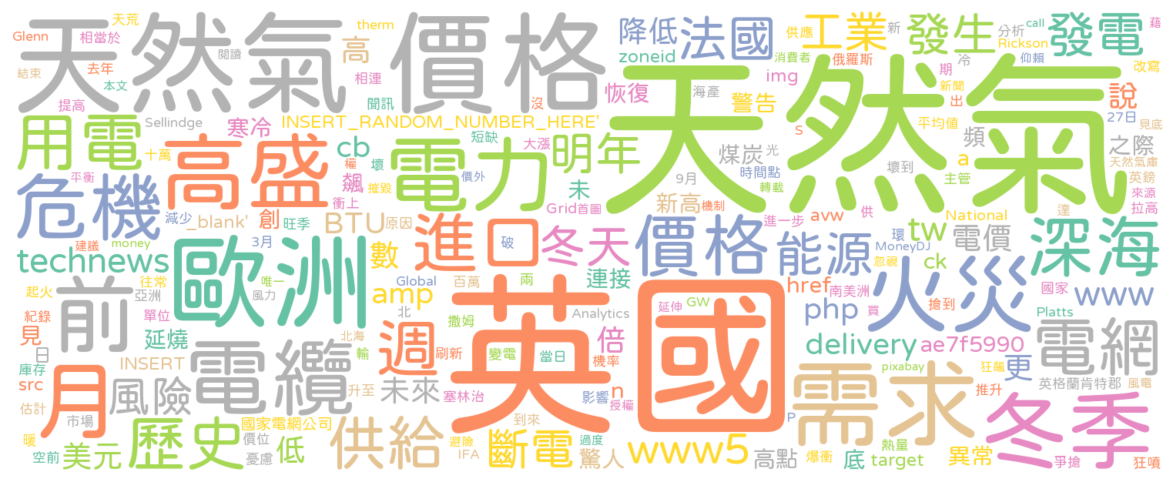 天荒
Glenn
相當於
therm
閱讀
結束
去年
本文
天然氣
價格
高
相連
聞訊
提高
Sellindge
寒冷
INSERT_RANDOM_NUMBER_HERE'
降低
法國
zoneid
恢復
供應
消費者
img
海產
警告
工業
俄羅斯
新
發生
冷
分析
Rickson
期
新聞
出
發電
call
仰賴
藉
改寫
說
27日
見底
天然氣
用電
十萬
高盛
cb
權
壞
短缺
大漲
電力
明年
未
s
煤炭
光
9月
時間點
轉載
平均值
壞到
頻
a
主管
之際
天然氣廠
英鎊
來源
拉高
危機
平衡
飆
摧毀
衝上
價外
減少
_blank'
旺季
創
BTU
原因
Grid
首圖
新高
機制
進一步
avw
供
tw
National
電價
達
深海
建議
money
3月
technews
往常
唯一
歐洲
數
進口
破
冬天
價格
能源
環
MoneyDJ
忽視
ck
國家
起火
亞洲
風力
amp
Global
百萬
兩
連接
href
南美洲
搶到
火災
www
前
紀錄
單位
見
延燒
北海
北
撒姆
Analytics
英國
延伸
GW
買
php
Platts
日
庫存
INSERT
電纜
輸
週
刷新
變電
當日
倍
機率
delivery
ae7f5990
電網
src
估計
月
市場
風險
升至
未來
塞林治
n
影響
授權
pixabay
狂飆
更
推升
風電
英格蘭肯特郡
暖
空前
美元
歷史
國家電網公司
價位
憂慮
低
供給
避險
IFA
到來
斷電
過度
驚人
www5
P
高點
需求
爆衝
底
熱量
target
異常
冬季
爭搶
狂噴